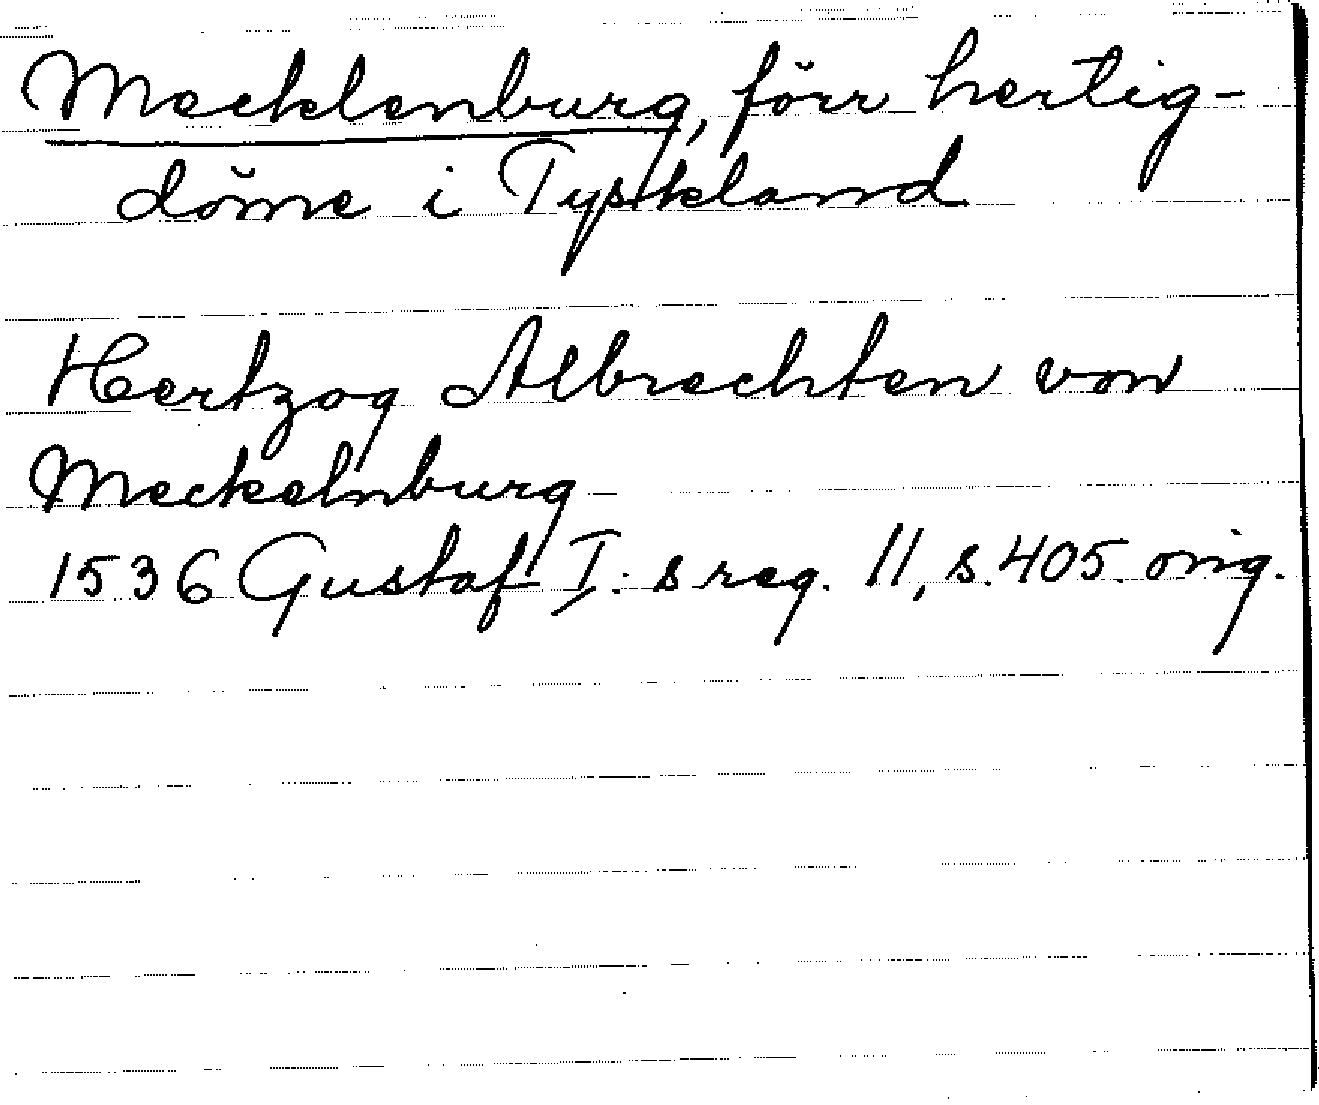 Mecklenburg, förr hertig-
döme i Tyskland
Hertzog Albrechten von
Meckelnburg
1536 Gustaf I:s reg. 11, s. 405 orig.